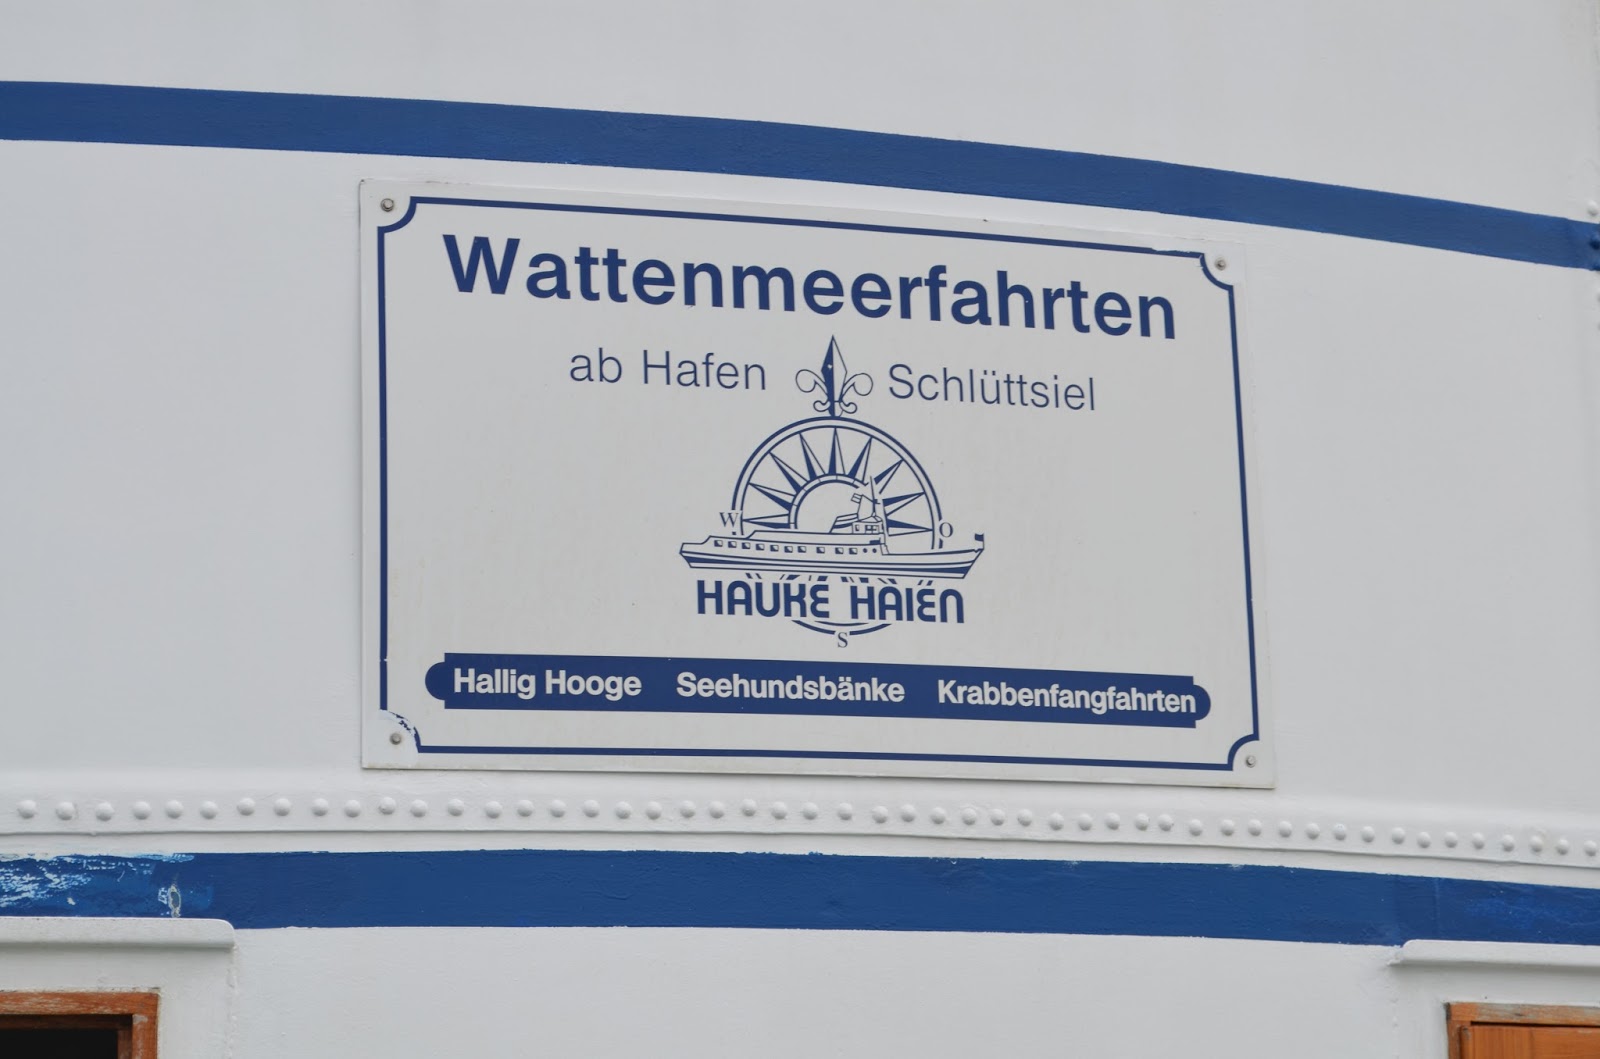 Wattenmeerfahrten
ab Hafen Schlüttsiel
W O
HAUKE HAIEN
S
Hallig Hooge Seehundsbänke Krabbenfangfahrten